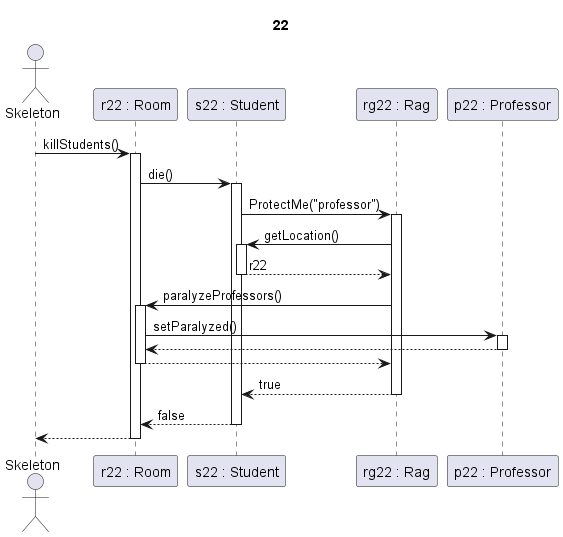 22
Skeleton
r22 : Room
s22 : Student
rg22 : Rag
p22 : Professor
killStudents()
die()
ProtectMe("professor")
getLocation()
r22
paralyzeProfessors()
setParalyzed()
true
false
Skeleton
r22 : Room
s22 : Student
rg22 : Rag
p22 : Professor